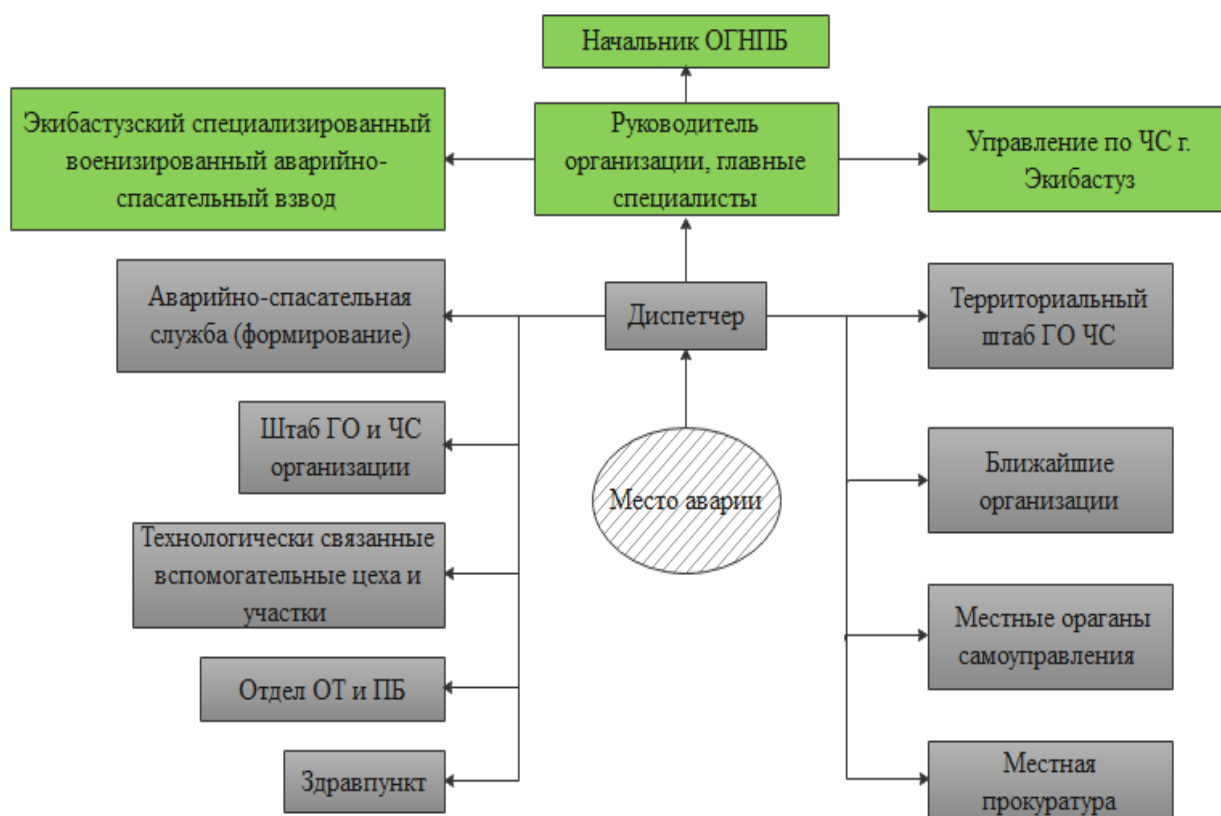 Начальник ОГНПБ
Экибастузский специализированный
военизированный аварийно-
спасательный взвод
Руководитель
организации, главные
специалисты
Управление по ЧС г.
Экибастуз
Аварийно-спасательная
служба (формирование)
Диспетчер
Территориальный
штаб ГО ЧС
Штаб ГО и ЧС
организации
Место аварии
Ближайшие
организации
Технологически связанные
вспомогательные цеха и
участки
Местные ораганы
самоуправления
Отдел ОТ и ПБ
Здравпункт
Местная
прокуратура